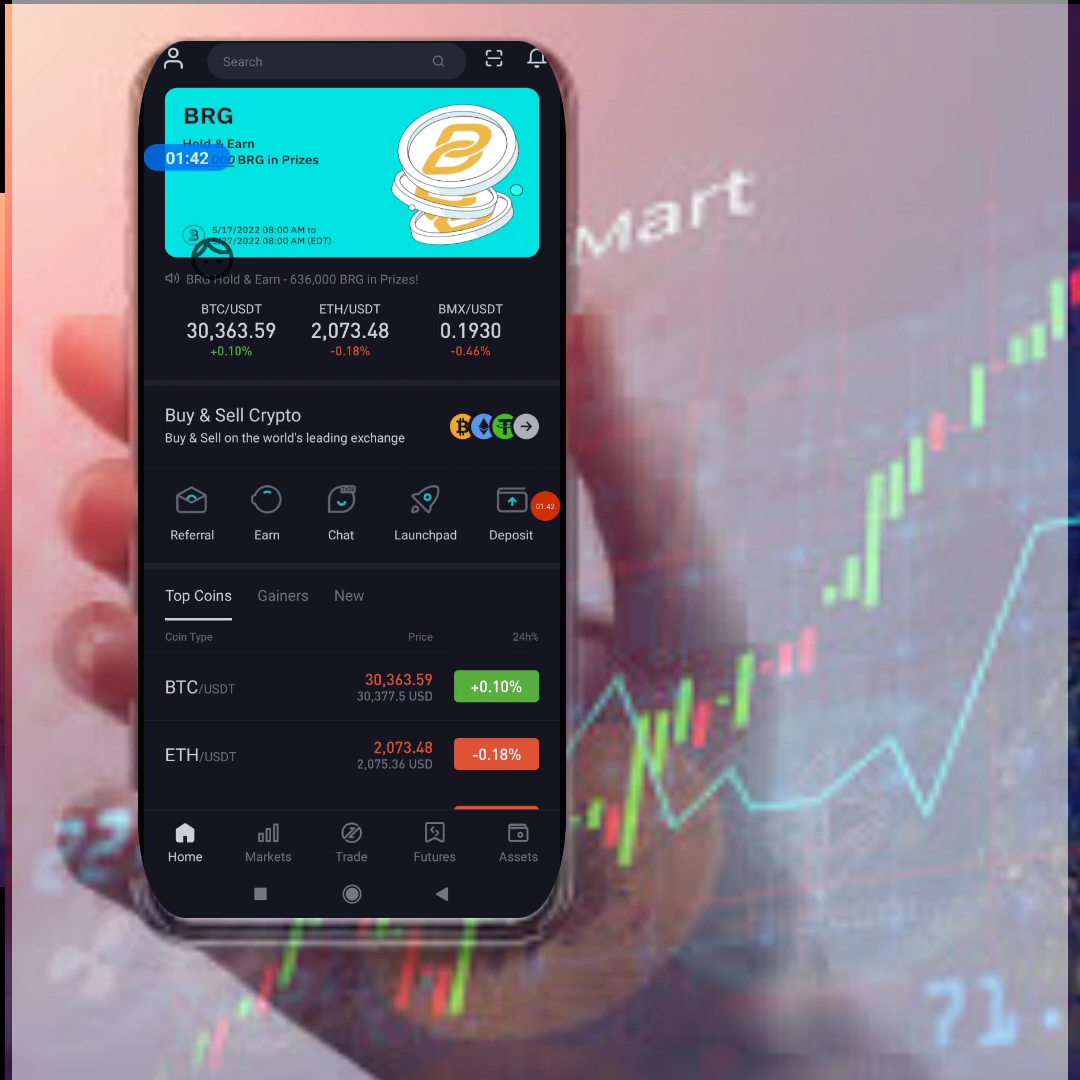 Search
BRG
Hold & Earn
01:42
BRG in Prizes
5/17/2022 08:00 AM to
5/27/2022 08:00 AM (EDT)
BRG Hold & Earn - 636,000 BRG in Prizes!
BTC/USDT ETH/USDT BMX/USDT
30,363.59 2,073.48 0.1930
+0.10% -0.18% -0.46%
Buy & Sell Crypto
Buy & Sell on the world's leading exchange
Referral Earn Chat Launchpad Deposit
01:42
Top Coins Gainers New
Coin Type Price 24h%
BTC/USDT 30,363.59 +0.10%
30,377.5 USD
ETH/USDT 2,073.48 -0.18%
2,075.36 USD
Home Markets Trade Futures Assets
Mart
71.